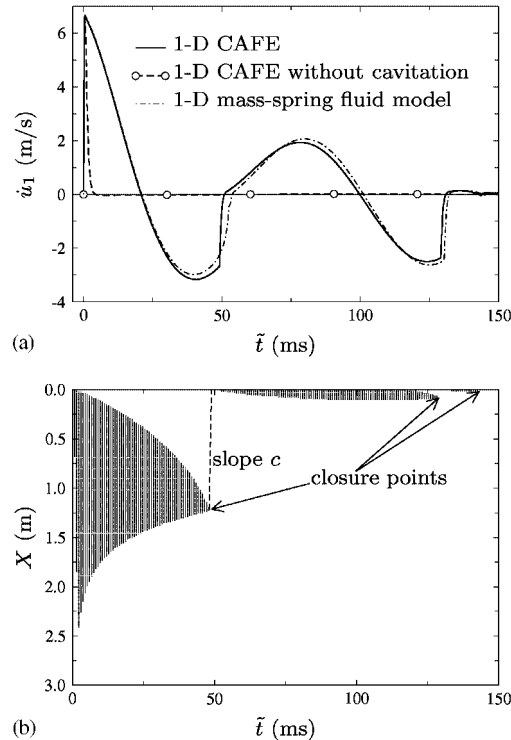 6
4
2
0
-2
-4
u̇₁ (m/s)
1-D CAFE
1-D CAFE without cavitation
1-D mass-spring fluid model
0 50 100 150
(a)
t̃ (ms)
0.0
0.5
1.0
1.5
2.0
2.5
3.0
X (m)
slope c
closure points
0 50 100 150
(b)
t̃ (ms)